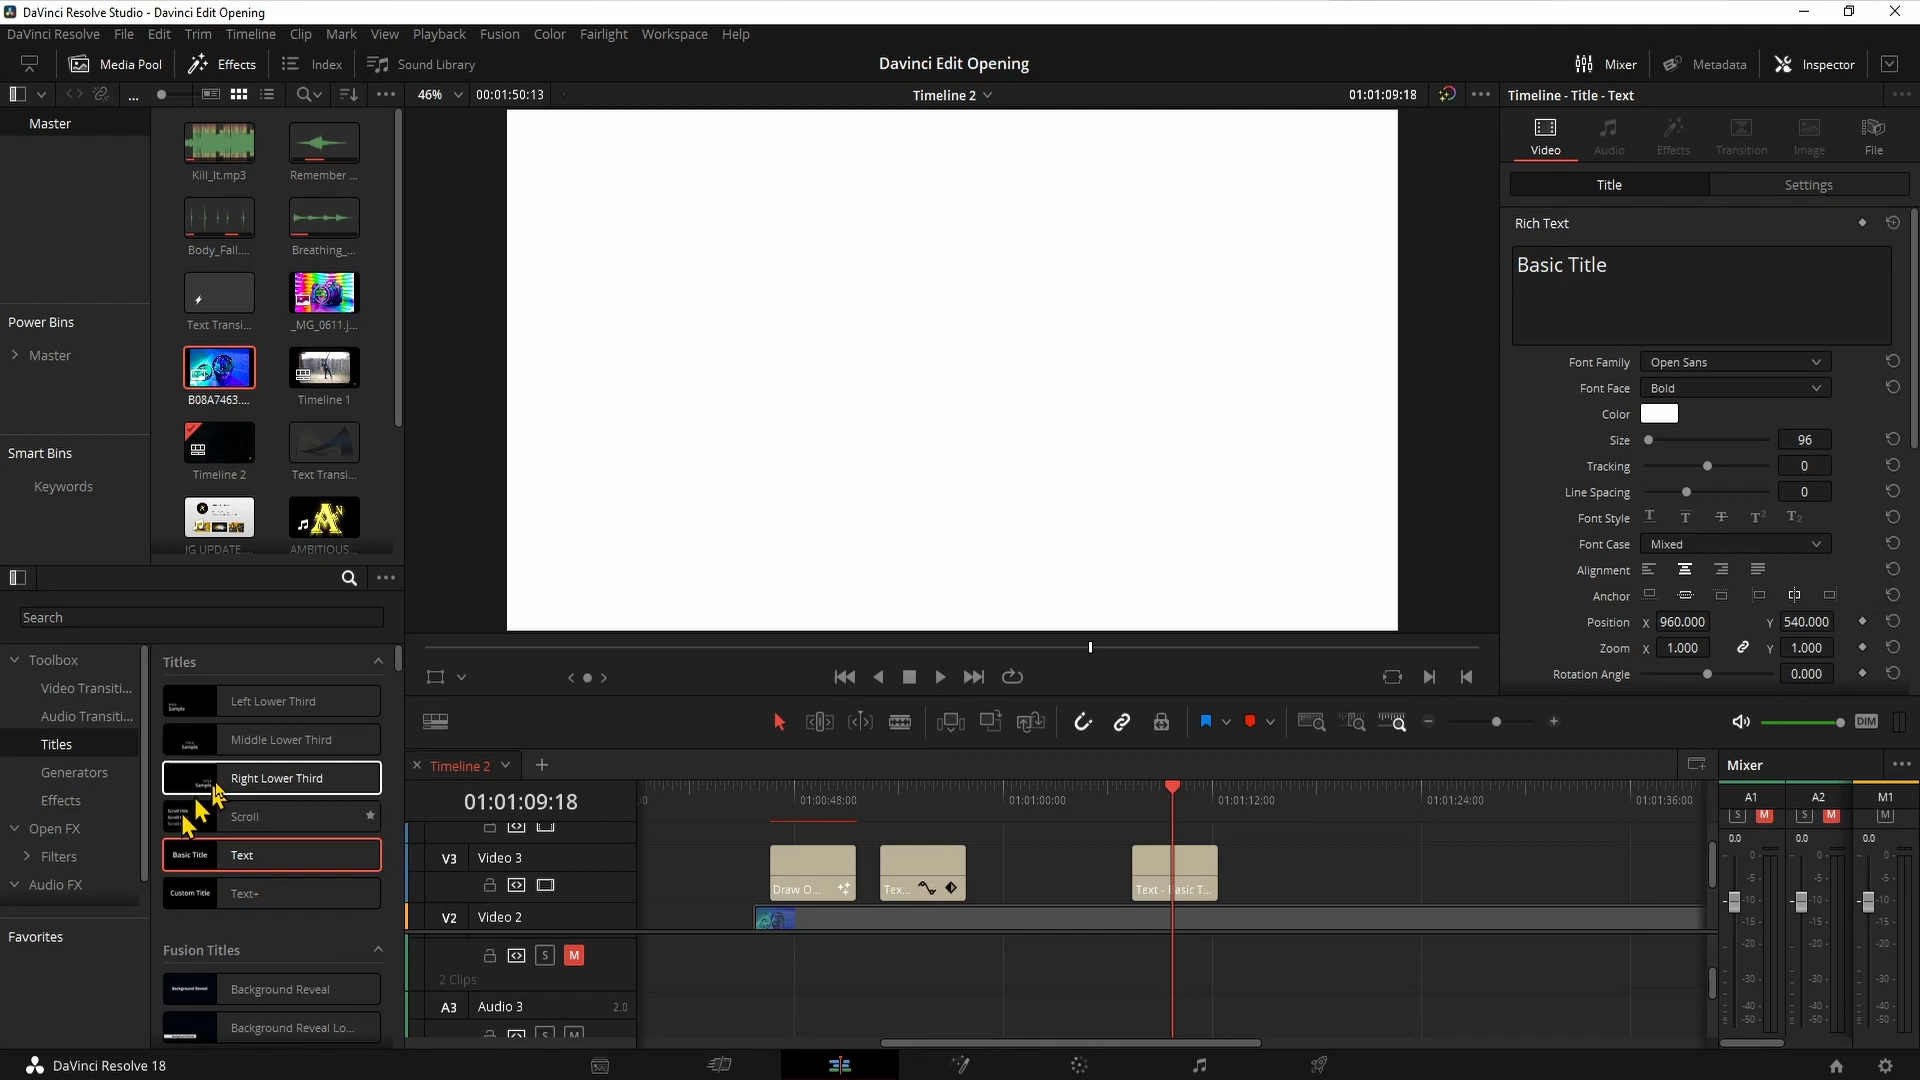 DaVinci Resolve Studio - Davinci Edit Opening
DaVinci Resolve File Edit Trim Timeline Clip Mark View Playback Fusion Color Fairlight Workspace Help
Media Pool Effects Index Sound Library Davinci Edit Opening Mixer Metadata Inspector
... 46% 00:01:50:13 Timeline 2 01:01:09:18 Timeline - Title - Text
Master
Power Bins
Master
Smart Bins
Keywords
Kill_It.mp3 Remember ...
Body_Fall.... Breathing_...
Text Transi... _MG_0611.j...
B08A7463.... Timeline 1
Timeline 2 Text Transi...
IG UPDATE.... AMBITIOUS...
Video Audio Effects Transition Image File
Title Settings
Rich Text
Basic Title
Font Family Open Sans
Font Face Bold
Color
Size 96
Tracking 0
Line Spacing 0
Font Style T T T T² T₂
Font Case Mixed
Alignment
Anchor
Position X 960.000 Y 540.000
Zoom X 1.000 Y 1.000
Rotation Angle 0.000
Search
Toolbox
Video Transiti...
Audio Transiti...
Titles
Generators
Effects
Open FX
Filters
Audio FX
Favorites
Titles
Left Lower Third
Middle Lower Third
Right Lower Third
Scroll
Basic Title Text
Custom Title Text+
Fusion Titles
Background Reveal Background Reveal
Background Reveal Lo...
DIM
Timeline 2
01:01:09:18
01:00:48:00 01:01:00:00 01:01:12:00 01:01:24:00 01:01:36:00
V3 Video 3
Draw O... Tex... Text - Basic T...
V2 Video 2
S M
2 Clips
A3 Audio 3 2.0
S M
Mixer
A1 A2 M1
S M S M M
0.0 0.0 0.0
0 0 0
-5 -5 -5
-10 -10 -10
-15 -15 -15
-20 -20 -20
-30 -30 -30
-40 -40 -40
-50 -50 -50
DaVinci Resolve 18